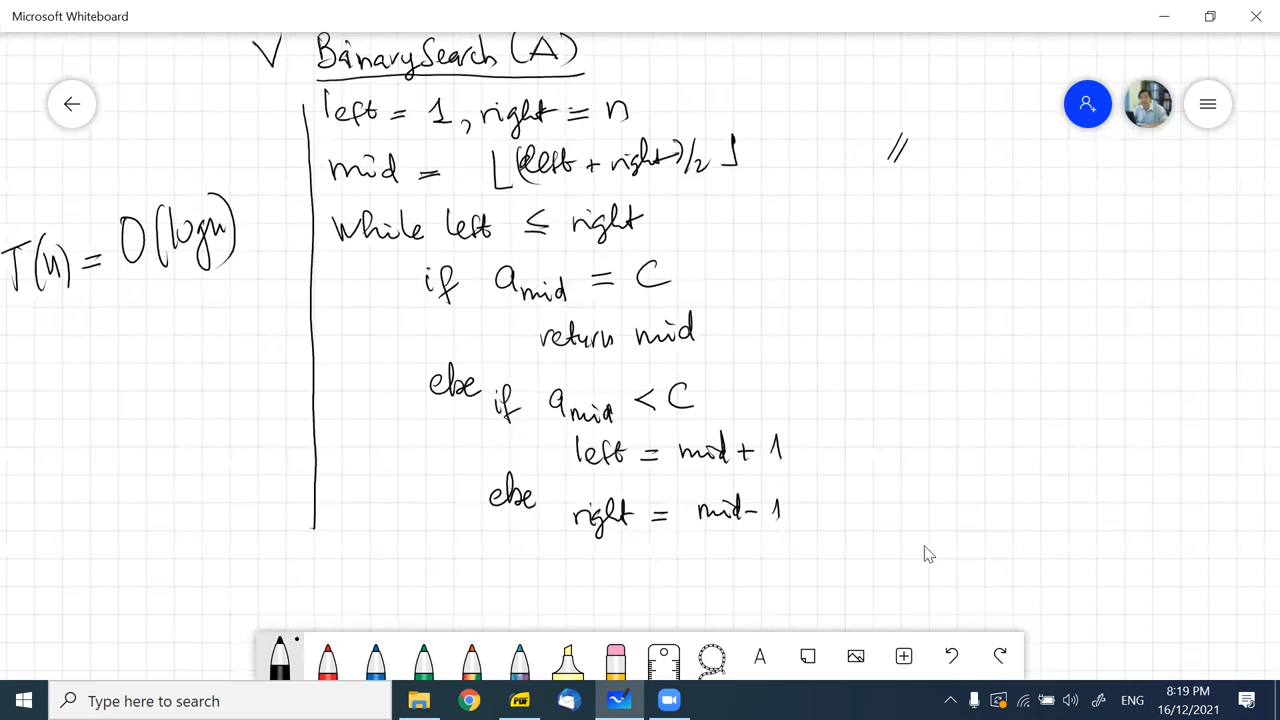 Microsoft Whiteboard
V BinarySearch (A)
left = 1, right = n
mid = ⌊(left + right)/2⌋
//
While left ≤ right
T(n) = O(logn)
if a_mid = C
return mid
else if a_mid < C
left = mid + 1
else right = mid - 1
A
Type here to search
PDF
ENG
8:19 PM
16/12/2021